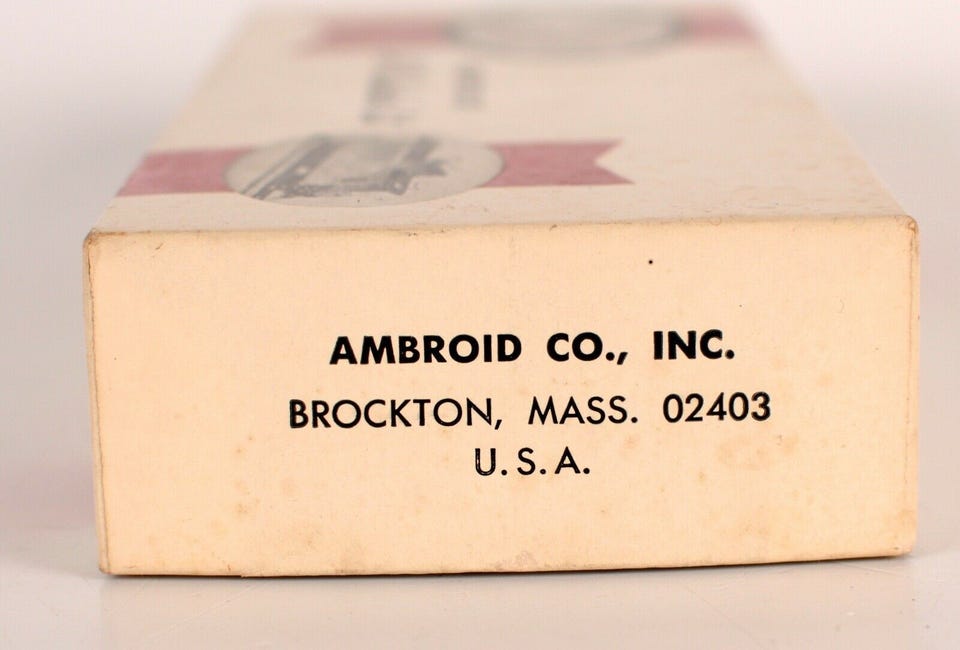 AMBROID CO., INC.
BROCKTON, MASS. 02403
U.S.A.